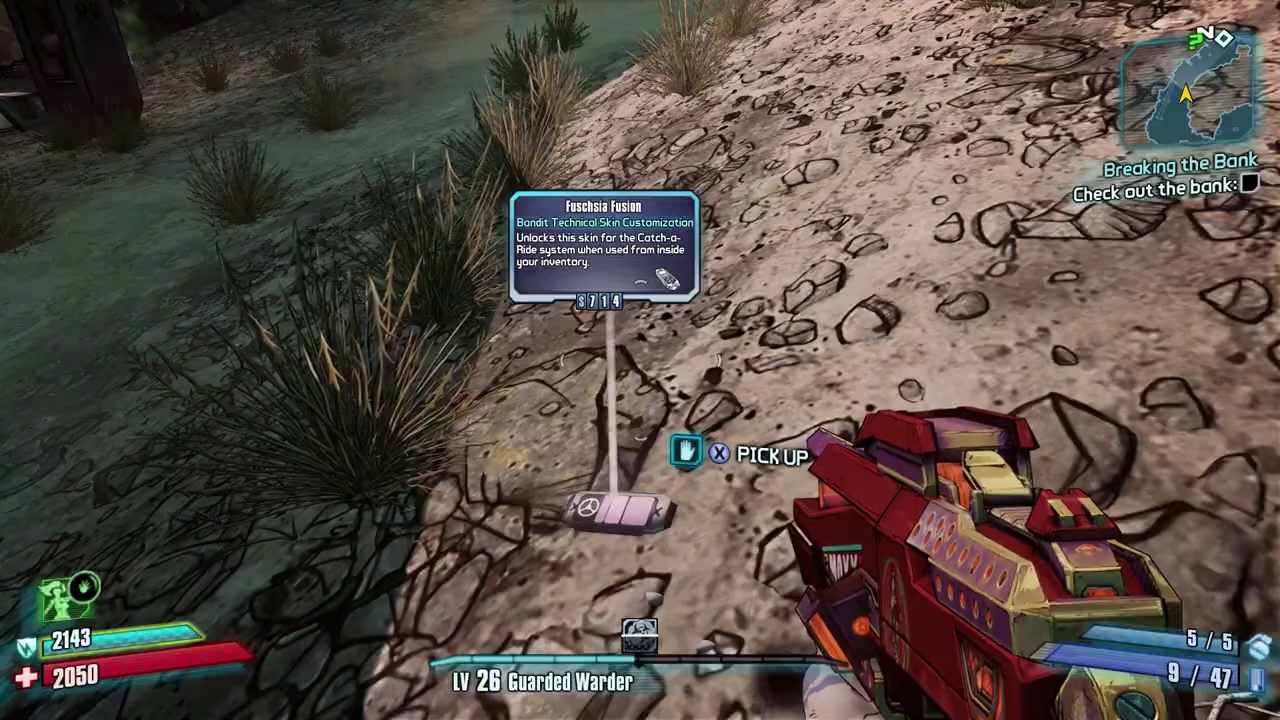 N
Breaking the Bank
Check out the bank:
Fuschsia Fusion
Bandit Technical Skin Customization
Unlocks this skin for the Catch-a-
Ride system when used from inside
your inventory.
$714
X PICK UP
2143
2050
LV 26 Guarded Warder
5 / 5
9 / 47